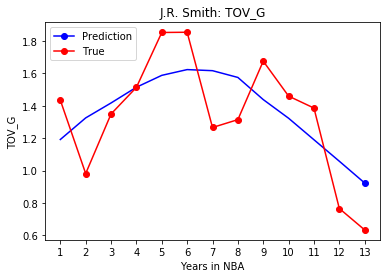 J.R. Smith: TOV_G
Prediction
True
TOV_G
1.8
1.6
1.4
1.2
1.0
0.8
0.6
1 2 3 4 5 6 7 8 9 10 11 12 13
Years in NBA